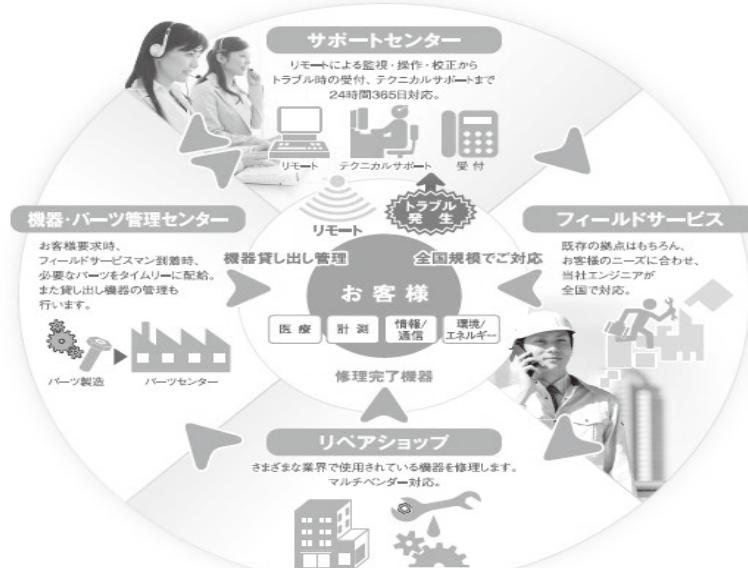 サポートセンター
リモートによる監視・操作・校正から
トラブル時の受付、テクニカルサポートまで
24時間365日対応。
リモート
テクニカルサポート
受付
機器・パーツ管理センター
お客様要求時、
フィールドサービスマン到着時、
必要なパーツをタイムリーに配給。
また貸し出し機器の管理も
行います。
パーツ製造
パーツセンター
リモート
トラブル
発生
機器貸し出し管理
全国規模でご対応
お客様
医療
計測
情報/
通信
環境/
エネルギー
修理完了機器
フィールドサービス
既存の拠点はもちろん、
お客様のニーズに合わせ、
当社エンジニアが
全国で対応。
リペアショップ
さまざまな業界で使用されている機器を修理します。
マルチベンダー対応。